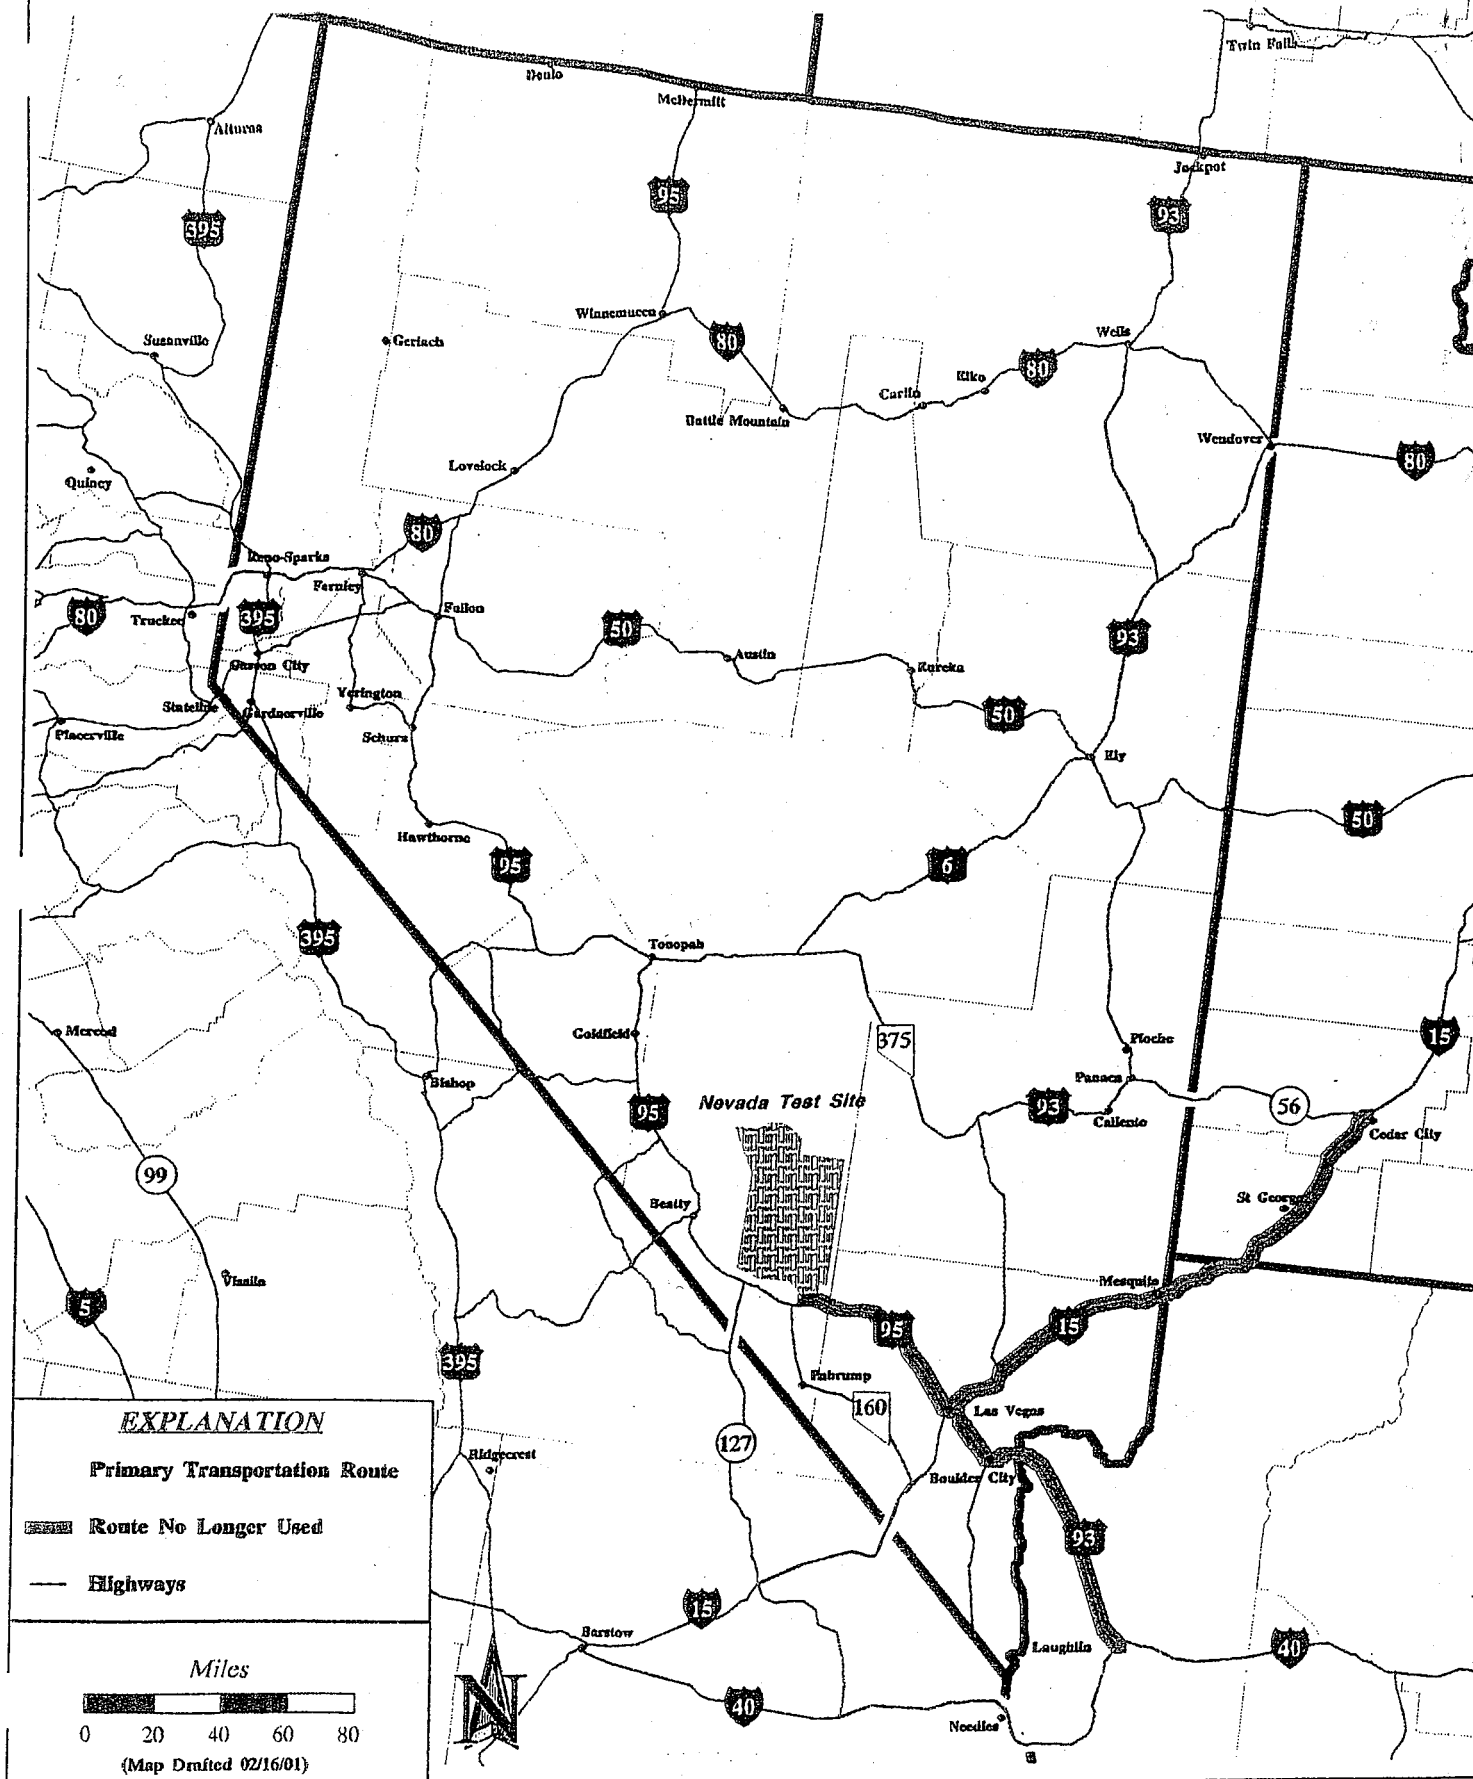 Twin Falls
Denio
McDermitt
Alturas
Jackpot
95
93
395
Winnemucca
Susanville
Gerlach
80
Wells
Elko
80
Carlin
Battle Mountain
Wendover
80
Lovelock
Quincy
80
Reno-Sparks
Fernley
80
Truckee
395
Fallon
50
93
Austin
Eureka
Carson City
Yerington
Stateline
Gardnerville
50
Placerville
Schurz
Ely
50
Hawthorne
95
6
395
Tonopah
Merced
Goldfield
375
15
Pioche
Bishop
Panaca
95
Nevada Test Site
93
56
Caliente
Cedar City
99
Beatty
St George
Visalia
Mesquite
5
95
15
395
Pahrump
160
Las Vegas
EXPLANATION
127
Primary Transportation Route
Ridgecrest
Boulder City
Route No Longer Used
93
Highways
15
Barstow
Laughlin
40
Miles
N
40
Needles
0 20 40 60 80
(Map Drafted 02/16/01)